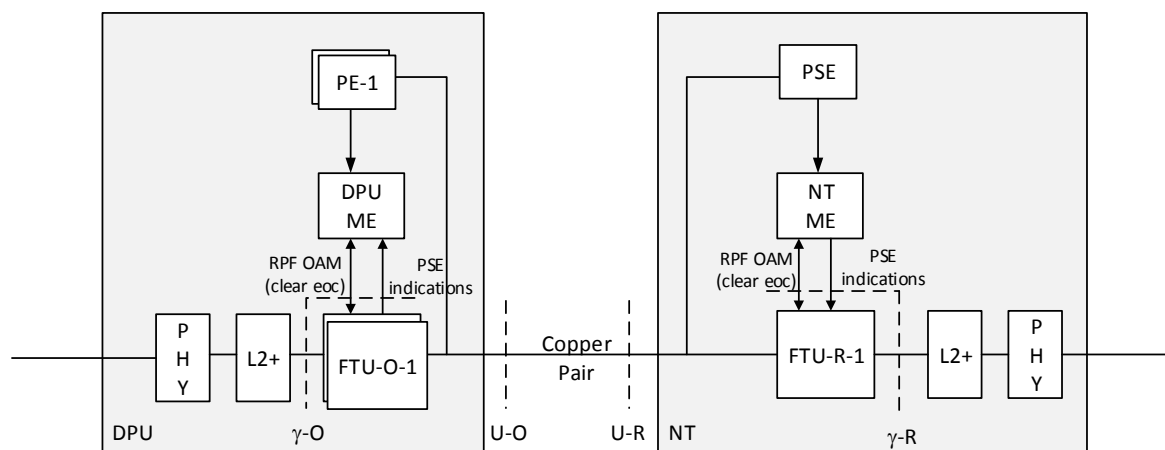 PE-1
PSE
DPU
ME
NT
ME
RPF OAM
(clear eoc)
PSE
indications
RPF OAM
(clear eoc)
PSE
indications
P
H
Y
L2+
FTU-O-1
Copper
Pair
FTU-R-1
L2+
P
H
Y
DPU
γ-O
U-O
U-R
NT
γ-R